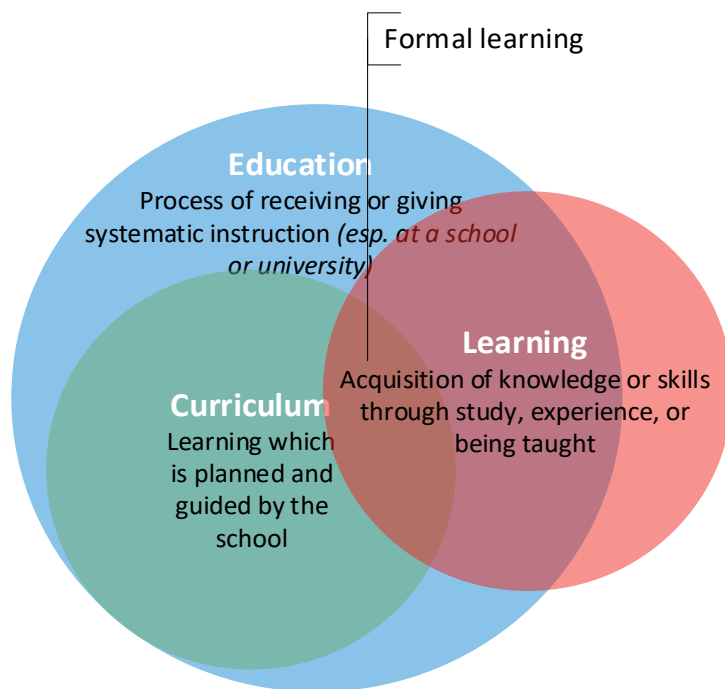 Formal learning
Education
Process of receiving or giving
systematic instruction (esp. at a school
or university)
Learning
Acquisition of knowledge or skills
through study, experience, or
being taught
Curriculum
Learning which
is planned and
guided by the
school